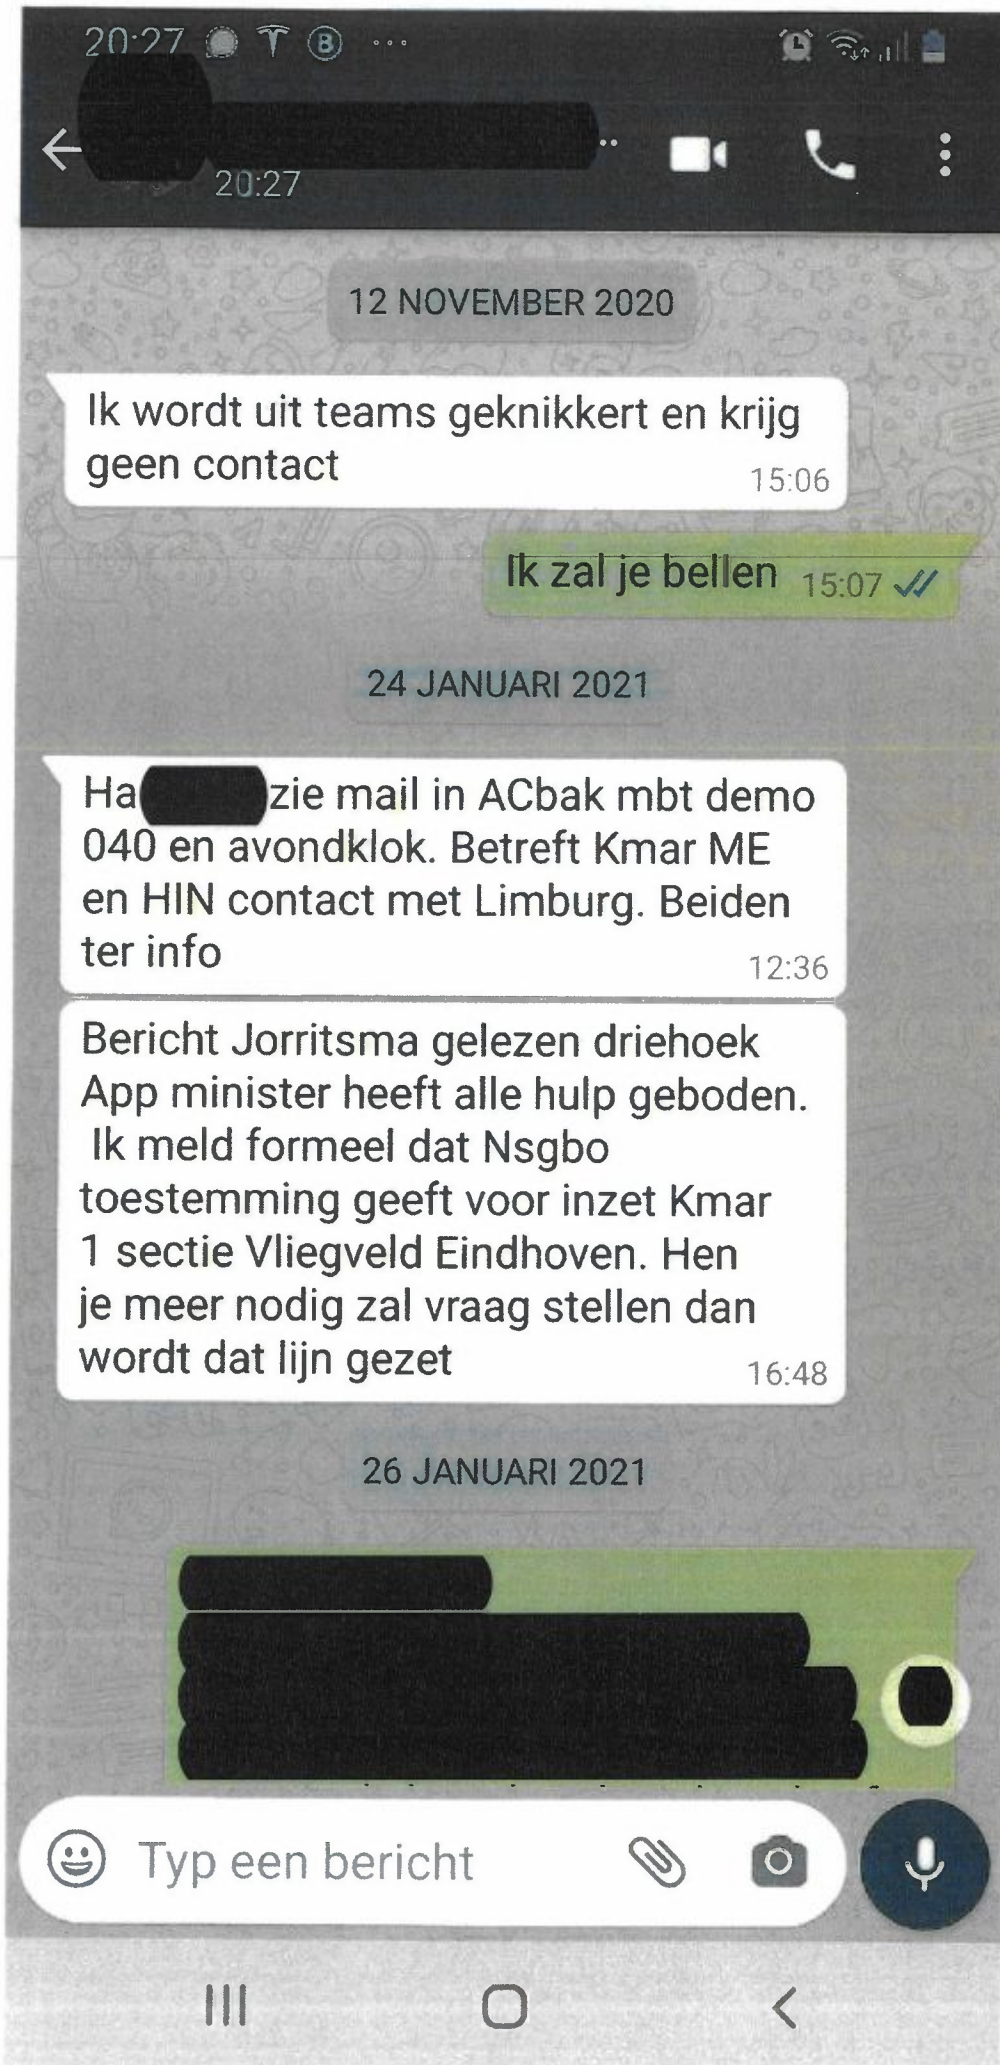 20:27 B ...
20:27
12 NOVEMBER 2020
Ik wordt uit teams geknikkert en krijg
geen contact
15:06
Ik zal je bellen 15:07
24 JANUARI 2021
Ha zie mail in ACbak mbt demo
040 en avondklok. Betreft Kmar ME
en HIN contact met Limburg. Beiden
ter info
12:36
Bericht Jorritsma gelezen driehoek
App minister heeft alle hulp geboden.
Ik meld formeel dat Nsgbo
toestemming geeft voor inzet Kmar
1 sectie Vliegveld Eindhoven. Hen
je meer nodig zal vraag stellen dan
wordt dat lijn gezet
16:48
26 JANUARI 2021
Typ een bericht